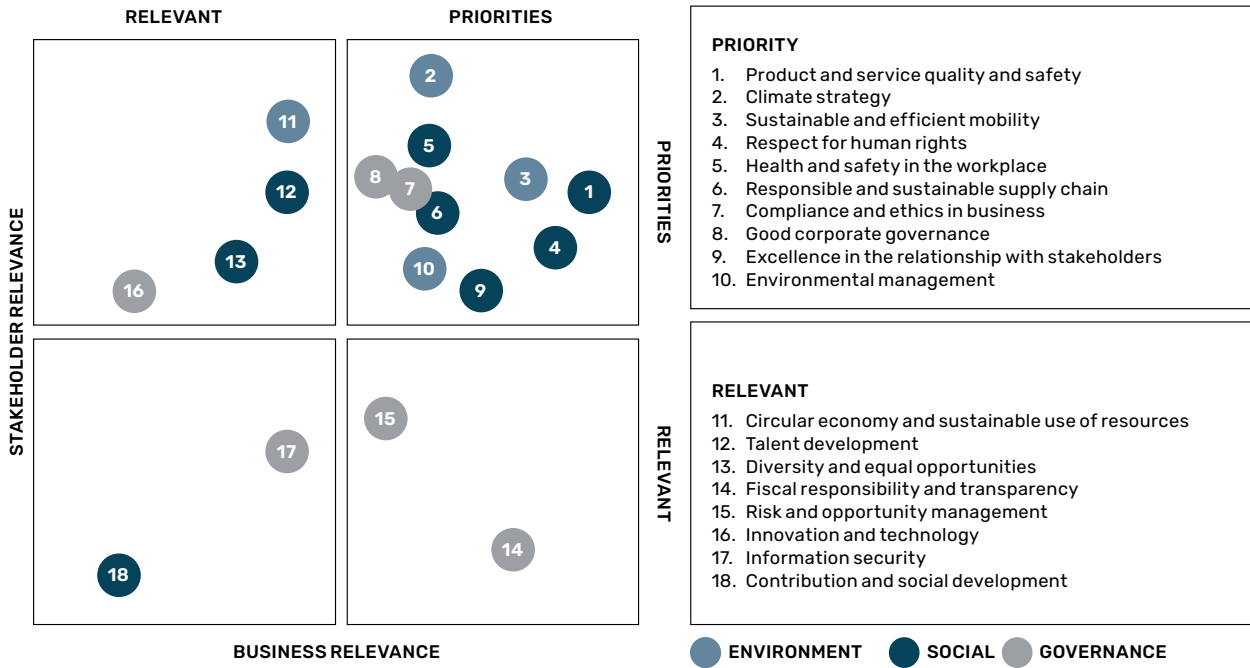 RELEVANT
PRIORITIES
STAKEHOLDER RELEVANCE
2
11
5
8
7
3
12
1
6
4
13
10
16
9
PRIORITIES
15
17
14
18
RELEVANT
BUSINESS RELEVANCE
PRIORITY
1. Product and service quality and safety
2. Climate strategy
3. Sustainable and efficient mobility
4. Respect for human rights
5. Health and safety in the workplace
6. Responsible and sustainable supply chain
7. Compliance and ethics in business
8. Good corporate governance
9. Excellence in the relationship with stakeholders
10. Environmental management
RELEVANT
11. Circular economy and sustainable use of resources
12. Talent development
13. Diversity and equal opportunities
14. Fiscal responsibility and transparency
15. Risk and opportunity management
16. Innovation and technology
17. Information security
18. Contribution and social development
ENVIRONMENT SOCIAL GOVERNANCE